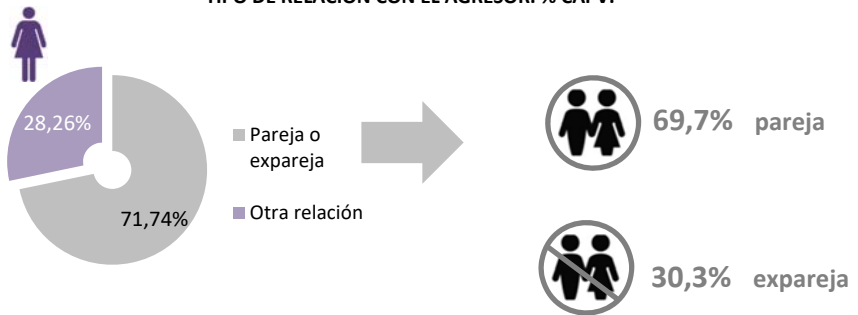 TIPO DE RELACIÓN CON EL AGRESOR. % CAPV.
28,26%
71,74%
Pareja o
expareja
Otra relación
69,7% pareja
30,3% expareja